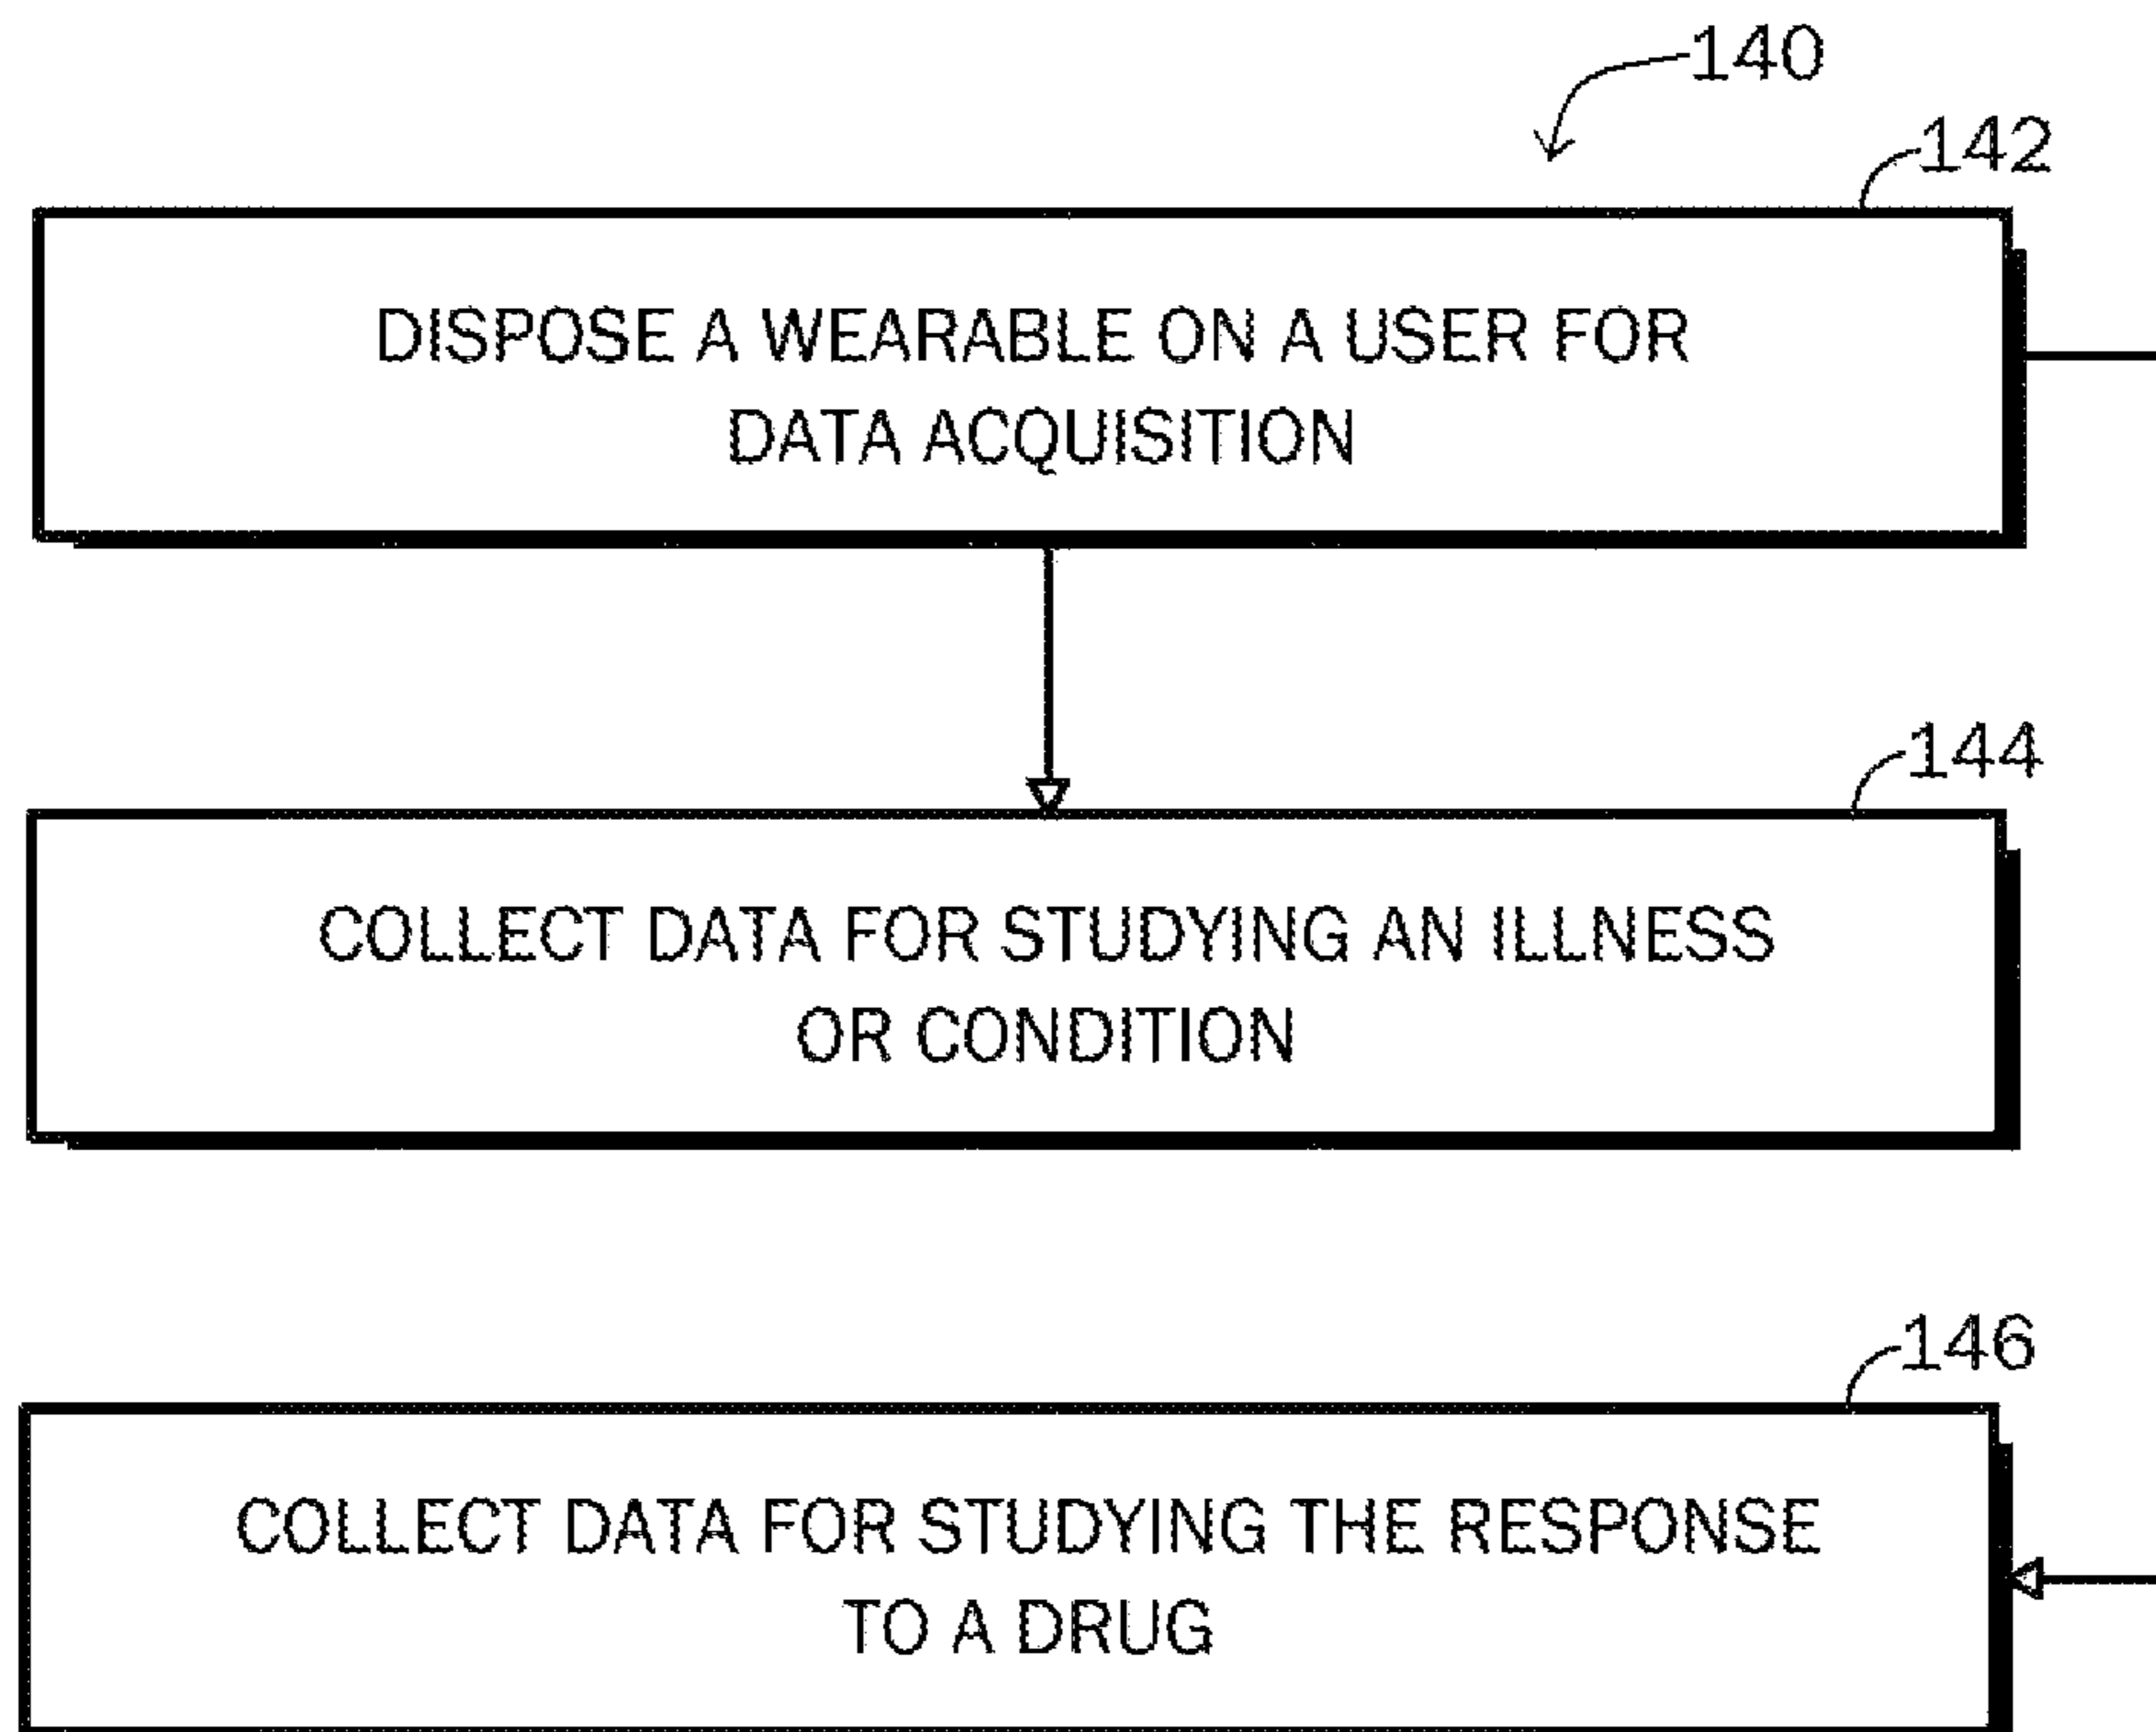 140
142
DISPOSE A WEARABLE ON A USER FOR
DATA ACQUISITION
144
COLLECT DATA FOR STUDYING AN ILLNESS
OR CONDITION
146
COLLECT DATA FOR STUDYING THE RESPONSE
TO A DRUG